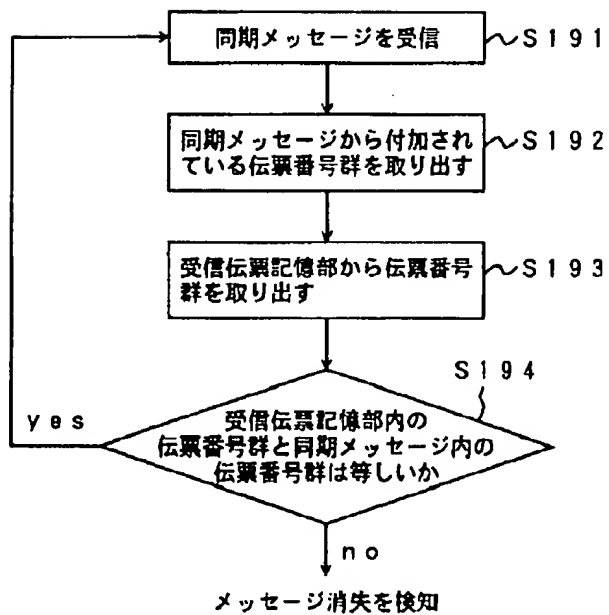 同期メッセージを受信
S191
同期メッセージから付加され
ている伝票番号群を取り出す
S192
受信伝票記憶部から伝票番号
群を取り出す
S193
S194
yes
受信伝票記憶部内の
伝票番号群と同期メッセージ内の
伝票番号群は等しいか
no
メッセージ消失を検知